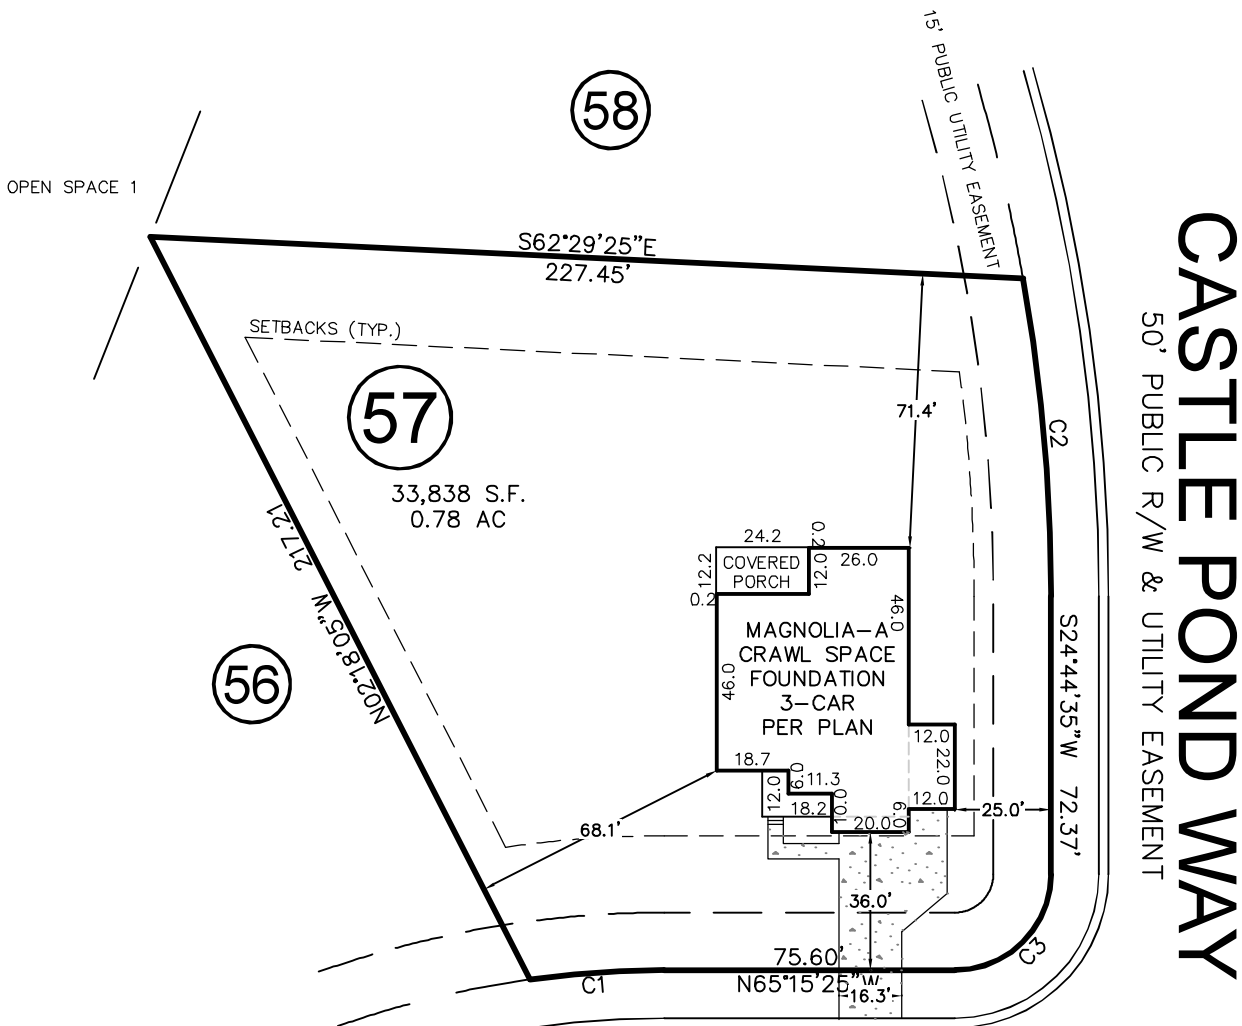 15' PUBLIC UTILITY EASEMENT
58
OPEN SPACE 1
S62°29'25"E
227.45'
SETBACKS (TYP.)
57
33,838 S.F.
0.78 AC
71.4'
C2
CASTLE POND WAY
50' PUBLIC R/W & UTILITY EASEMENT
217.21
N02°18'05"W
56
24.2
0.2
12.2
COVERED
PORCH
12.0
26.0
0.2
46.0
MAGNOLIA-A
CRAWL SPACE
FOUNDATION
3-CAR
PER PLAN
46.0
S24°44'35"W 72.37'
12.0
22.0
18.7
6.0
11.3
12.0
18.2
10.0
20.0
6.0
12.0
25.0'
68.1'
36.0'
75.60'
N65°15'25"W
C1
C3
16.3'